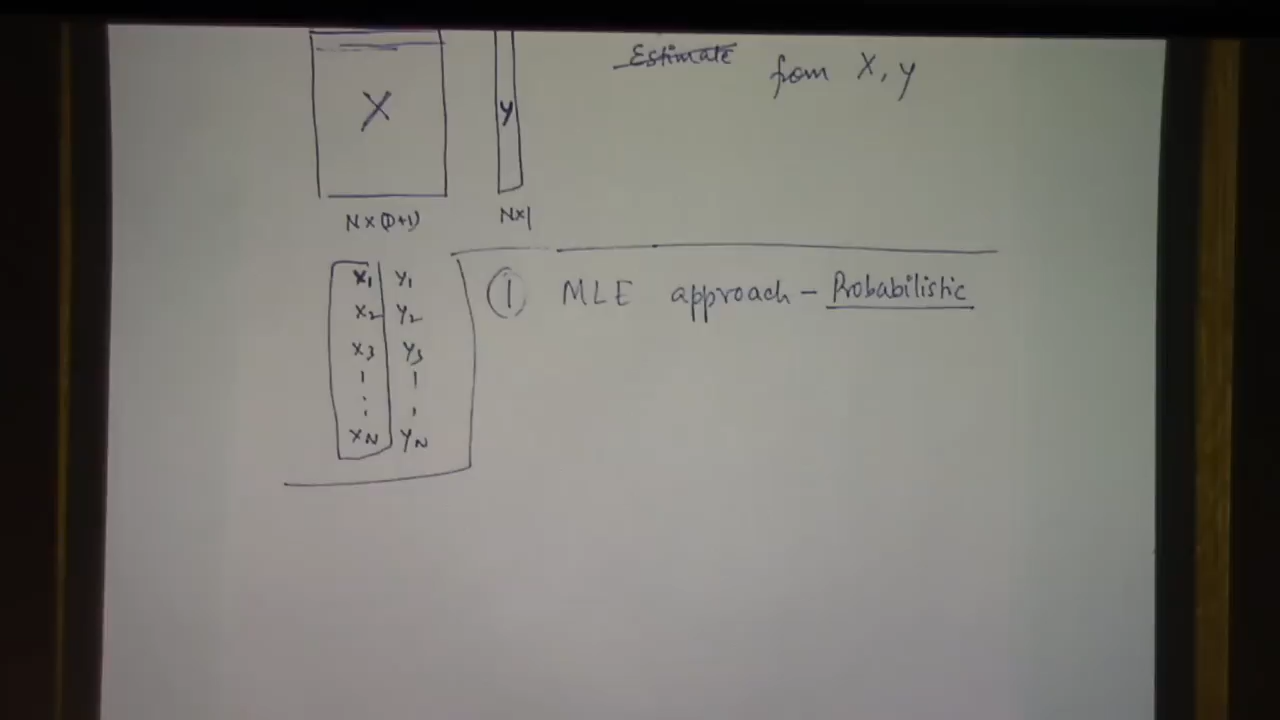 Estimate
from X, y
X
y
N×(D+1)
N×1
① MLE approach – Probabilistic
x1 y1
x2 y2
x3 y3
xN yN